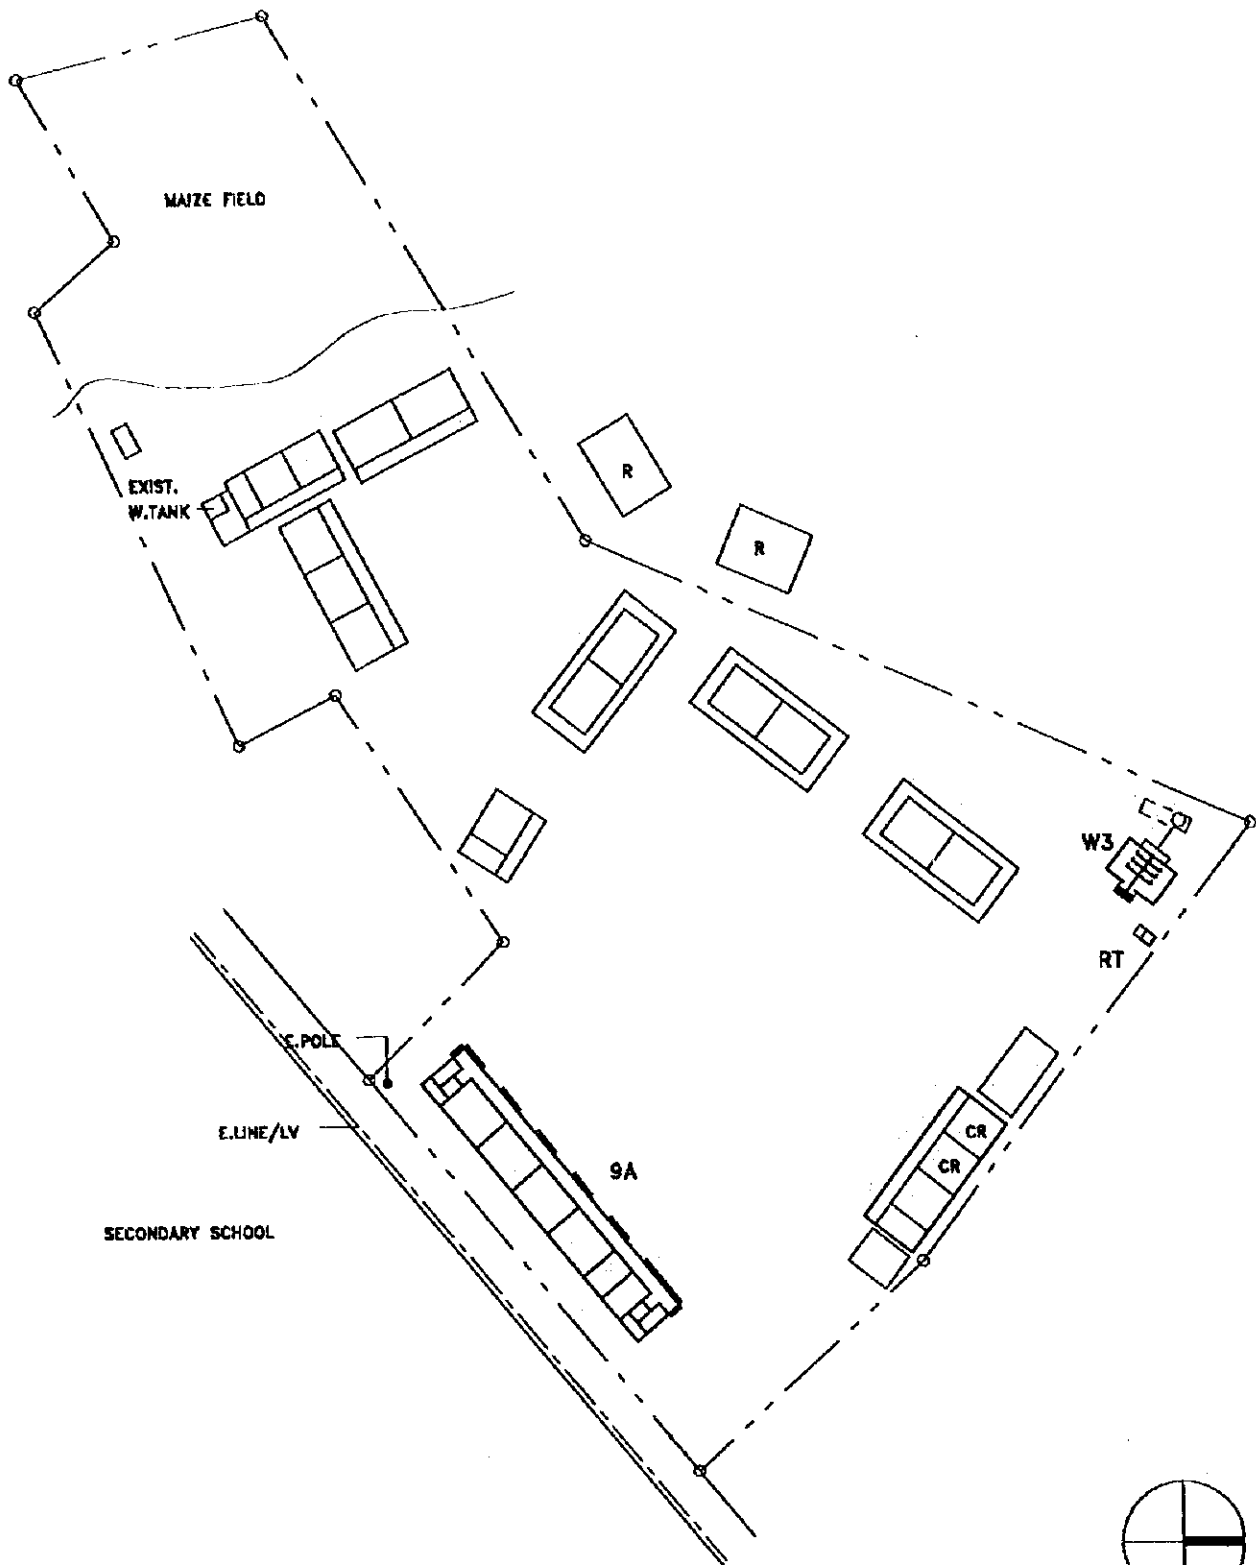 MAIZE FIELD
EXIST.
W.TANK
R
R
W3
RT
E.POLE
E.LINE/LV
9A
CR
CR
SECONDARY SCHOOL